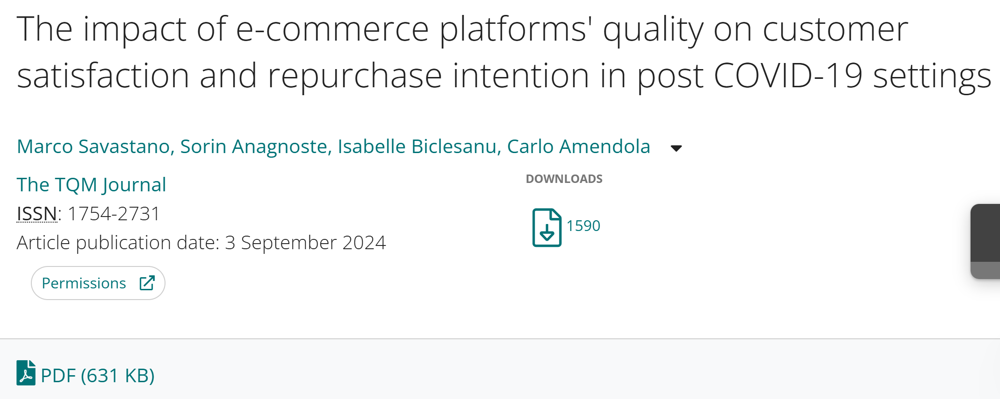 The impact of e-commerce platforms' quality on customer
satisfaction and repurchase intention in post COVID-19 settings
Marco Savastano, Sorin Anagnoste, Isabelle Biclesanu, Carlo Amendola
The TQM Journal
ISSN: 1754-2731
Article publication date: 3 September 2024
DOWNLOADS
1590
Permissions
PDF (631 KB)